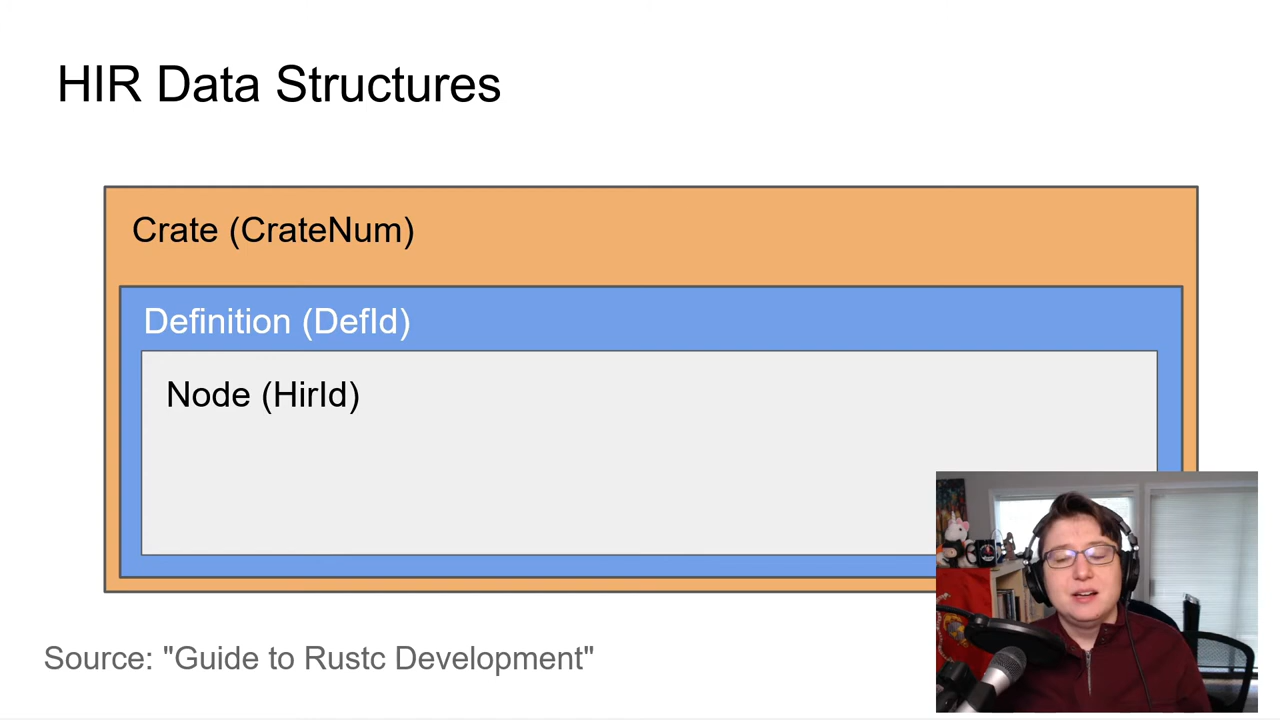 HIR Data Structures
Crate (CrateNum)
Definition (DefId)
Node (HirId)
Source: "Guide to Rustc Development"